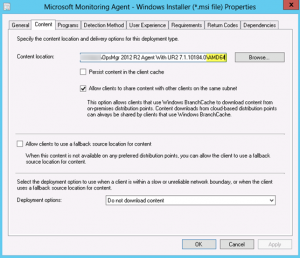 Microsoft Monitoring Agent - Windows Installer (*.msi file) Properties
General Content Programs Detection Method User Experience Requirements Return Codes Dependencies
Specify the content location and delivery options for this deployment type.
Content location: OpsMgr 2012 R2 Agent With UR2 7.1.10184.0\AMD64 Browse...
Persist content in the client cache
Allow clients to share content with other clients on the same subnet
This option allows clients that use Windows BranchCache to download content from
on-premises distribution points. Content downloads from cloud-based distribution points
can always be shared by clients that use Windows BranchCache.
Allow clients to use a fallback source location for content
When this content is not available on any preferred distribution points, you can allow the client to use a fallback
source location for content.
Select the deployment option to use when a client is within a slow or unreliable network boundary, or when the client
uses a fallback source location for content.
Deployment options: Do not download content
OK Cancel Apply